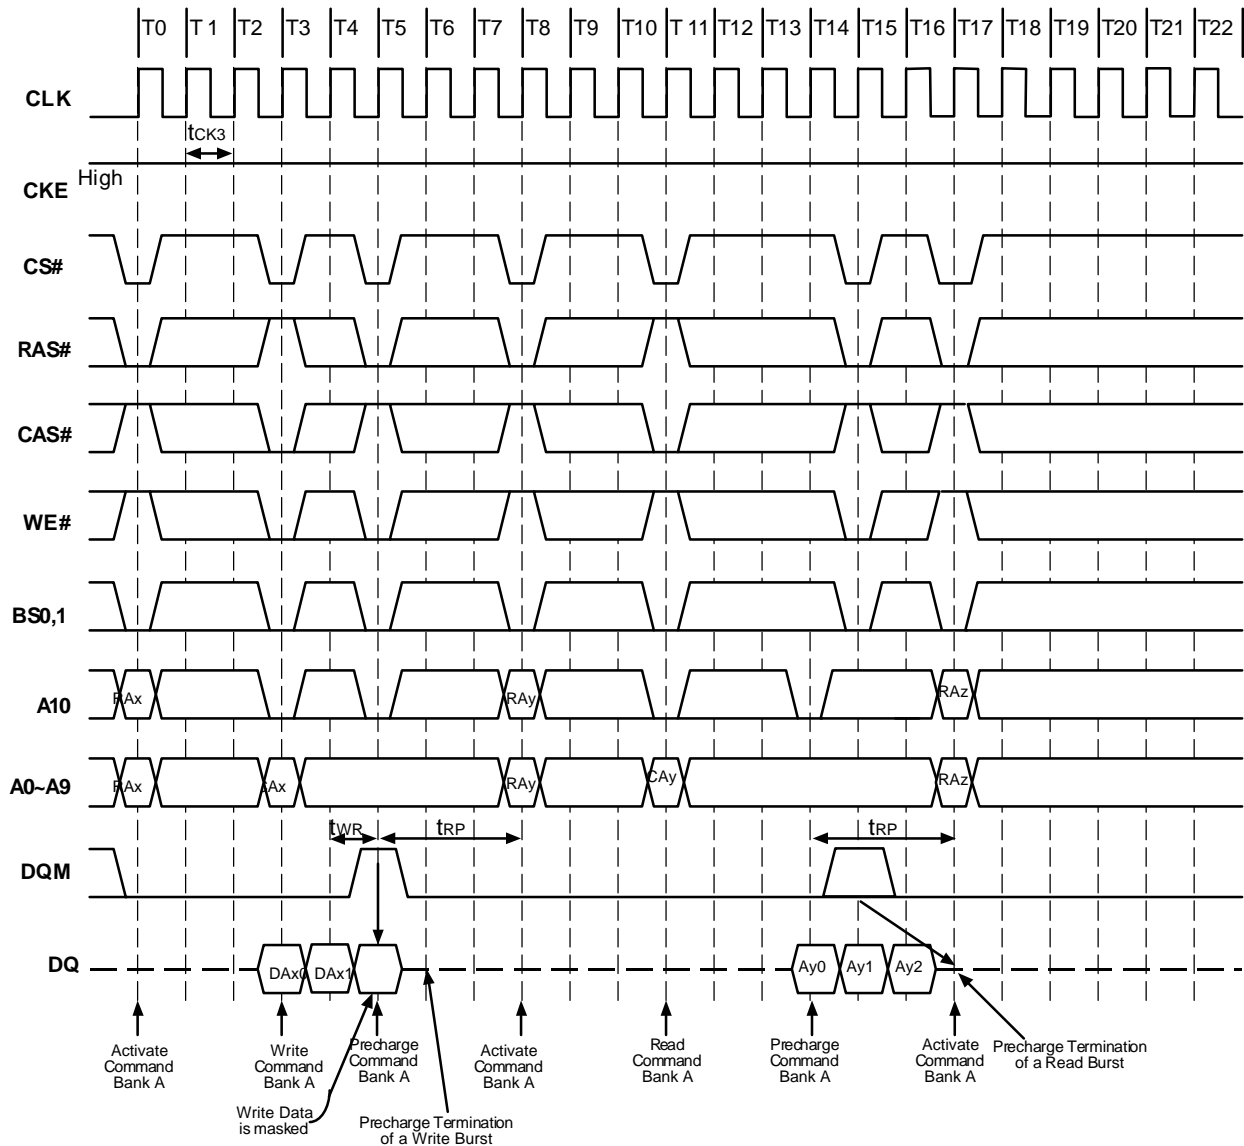 T0 T 1 T2 T3 T4 T5 T6 T7 T8 T9 T10 T 11 T12 T13 T14 T15 T16 T17 T18 T19 T20 T21 T22
CLK
tCK3
High
CKE
CS#
RAS#
CAS#
WE#
BS0,1
A10
RAx
RAy
RAz
A0~A9
RAx
CAx
RAy
CAy
RAz
tWR
tRP
tRP
DQM
DQ
DAx0
DAx1
Ay0
Ay1
Ay2
Activate
Command
Bank A
Write
Command
Bank A
Precharge
Command
Bank A
Activate
Command
Bank A
Read
Command
Bank A
Precharge
Command
Bank A
Activate
Command
Bank A
Precharge Termination
of a Read Burst
Write Data
is masked
Precharge Termination
of a Write Burst